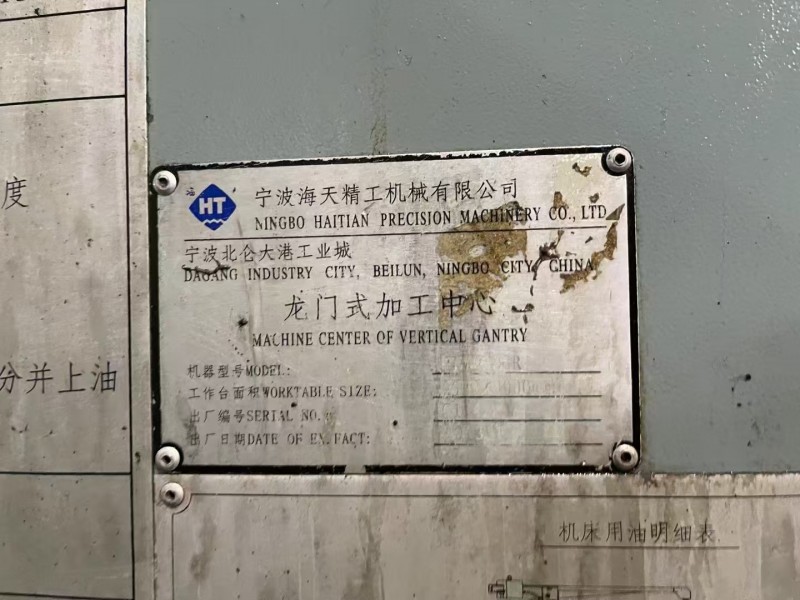 度
分并上油
HT
宁波海天精工机械有限公司
NINGBO HAITIAN PRECISION MACHINERY CO., LTD
宁波北仑大港工业城
DAGANG INDUSTRY CITY, BEILUN, NINGBO CITY, CHINA
龙门式加工中心
MACHINE CENTER OF VERTICAL GANTRY
机器型号MODEL:
工作台面积WORKTABLE SIZE:
出厂编号SERIAL NO.:
出厂日期DATE OF EX.FACT:
机床用油明细表